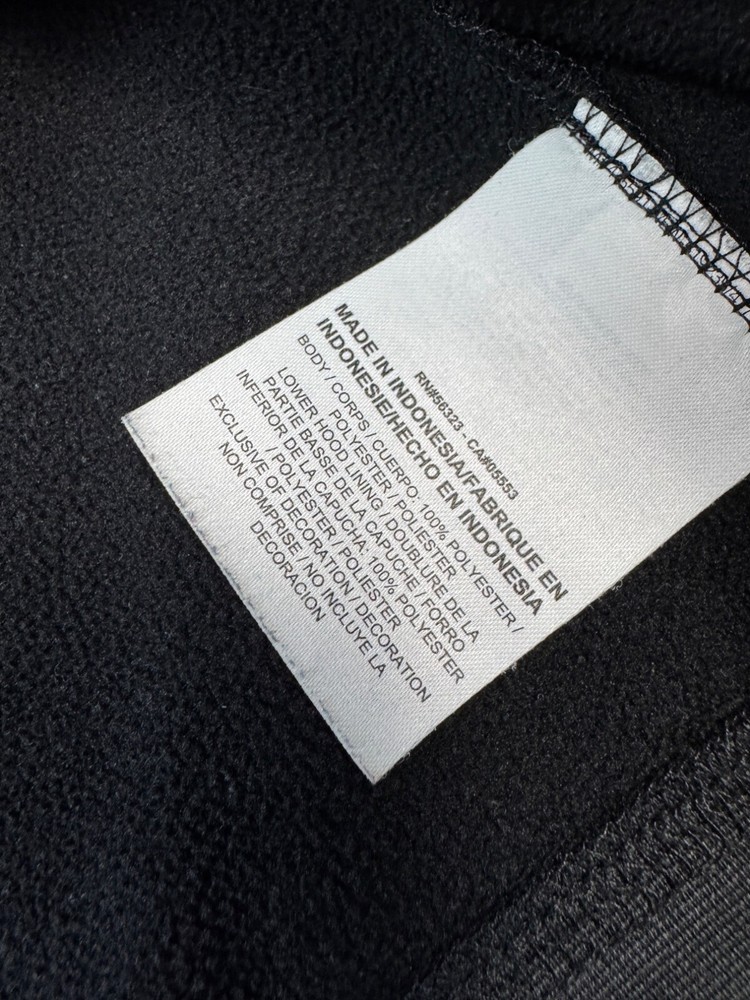 RN#56323 - CA#05553
MADE IN INDONESIA/FABRIQUE EN
INDONESIE/HECHO EN INDONESIA
BODY / CORPS / CUERPO: 100% POLYESTER /
POLYESTER / POLIESTER
LOWER HOOD LINING / DOUBLURE DE LA
PARTIE BASSE DE LA CAPUCHE / FORRO
INFERIOR DE LA CAPUCHA: 100% POLYESTER
/ POLYESTER / POLIESTER
EXCLUSIVE OF DECORATION / DECORATION
NON COMPRISE / NO INCLUYE LA
DECORACION